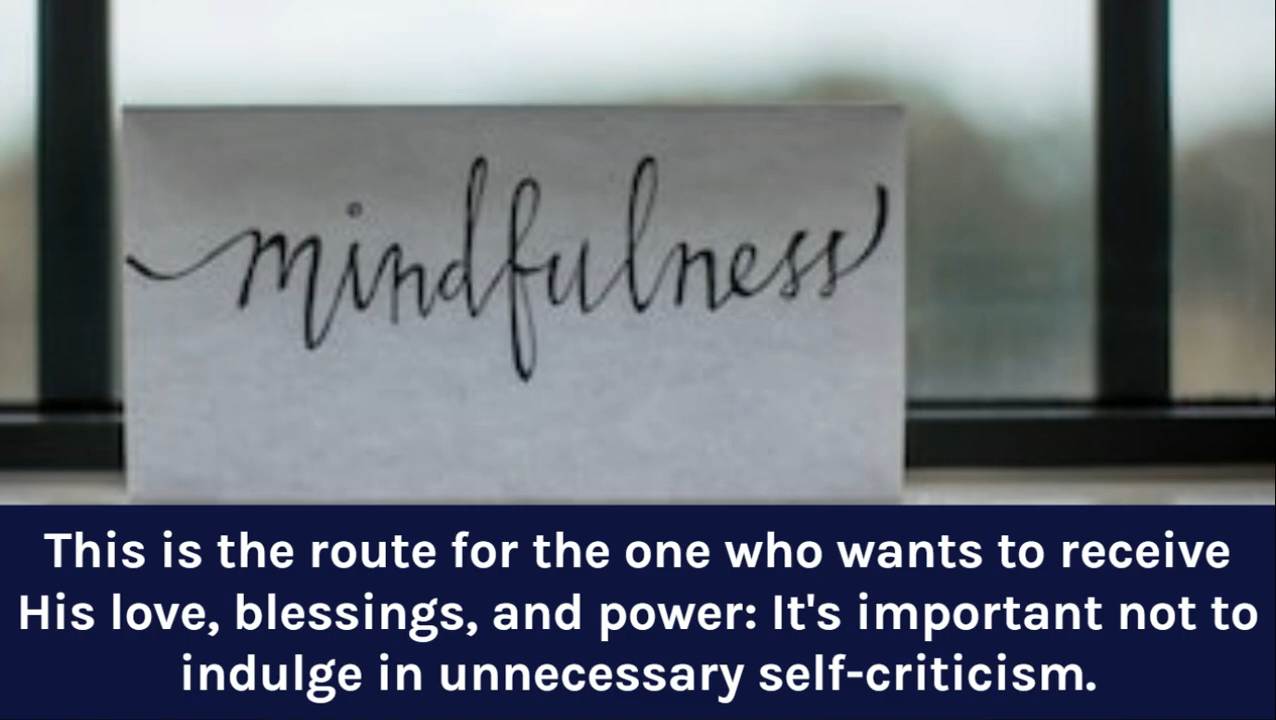 mindfulness
This is the route for the one who wants to receive
His love, blessings, and power: It's important not to
indulge in unnecessary self-criticism.